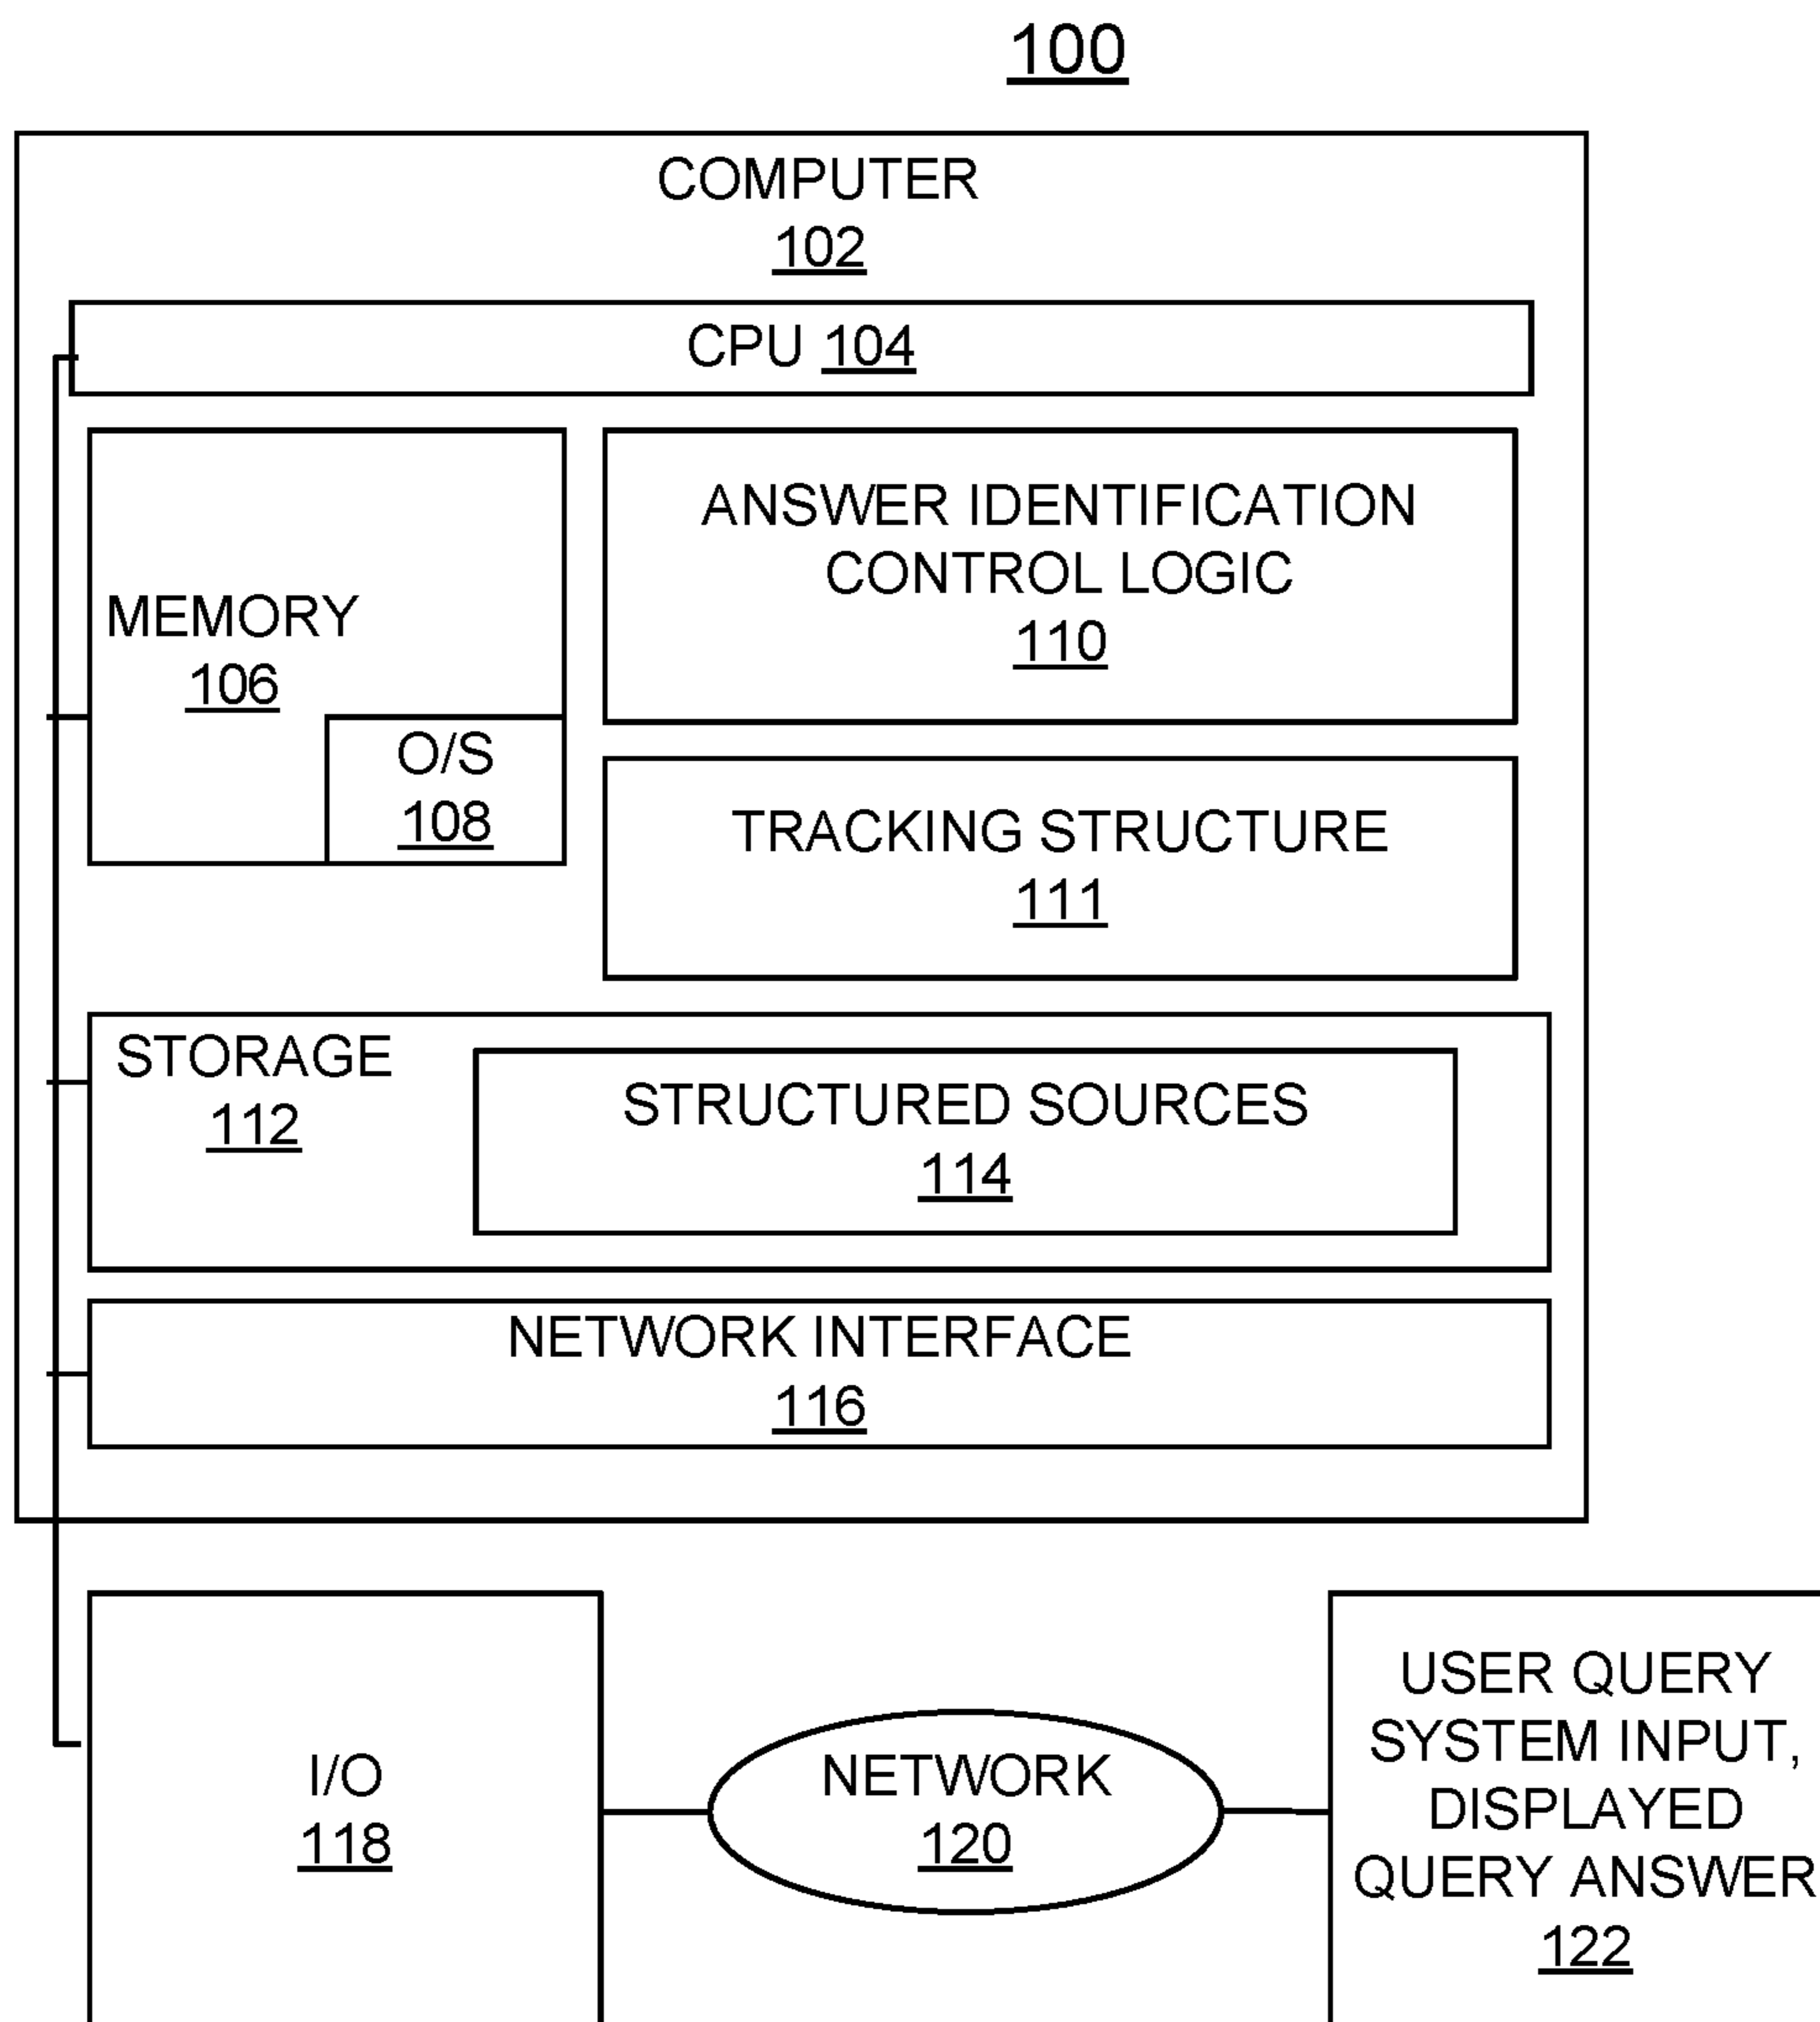 100
COMPUTER
102
CPU 104
MEMORY
106
O/S
108
ANSWER IDENTIFICATION
CONTROL LOGIC
110
TRACKING STRUCTURE
111
STORAGE
112
STRUCTURED SOURCES
114
NETWORK INTERFACE
116
I/O
118
NETWORK
120
USER QUERY
SYSTEM INPUT,
DISPLAYED
QUERY ANSWER
122